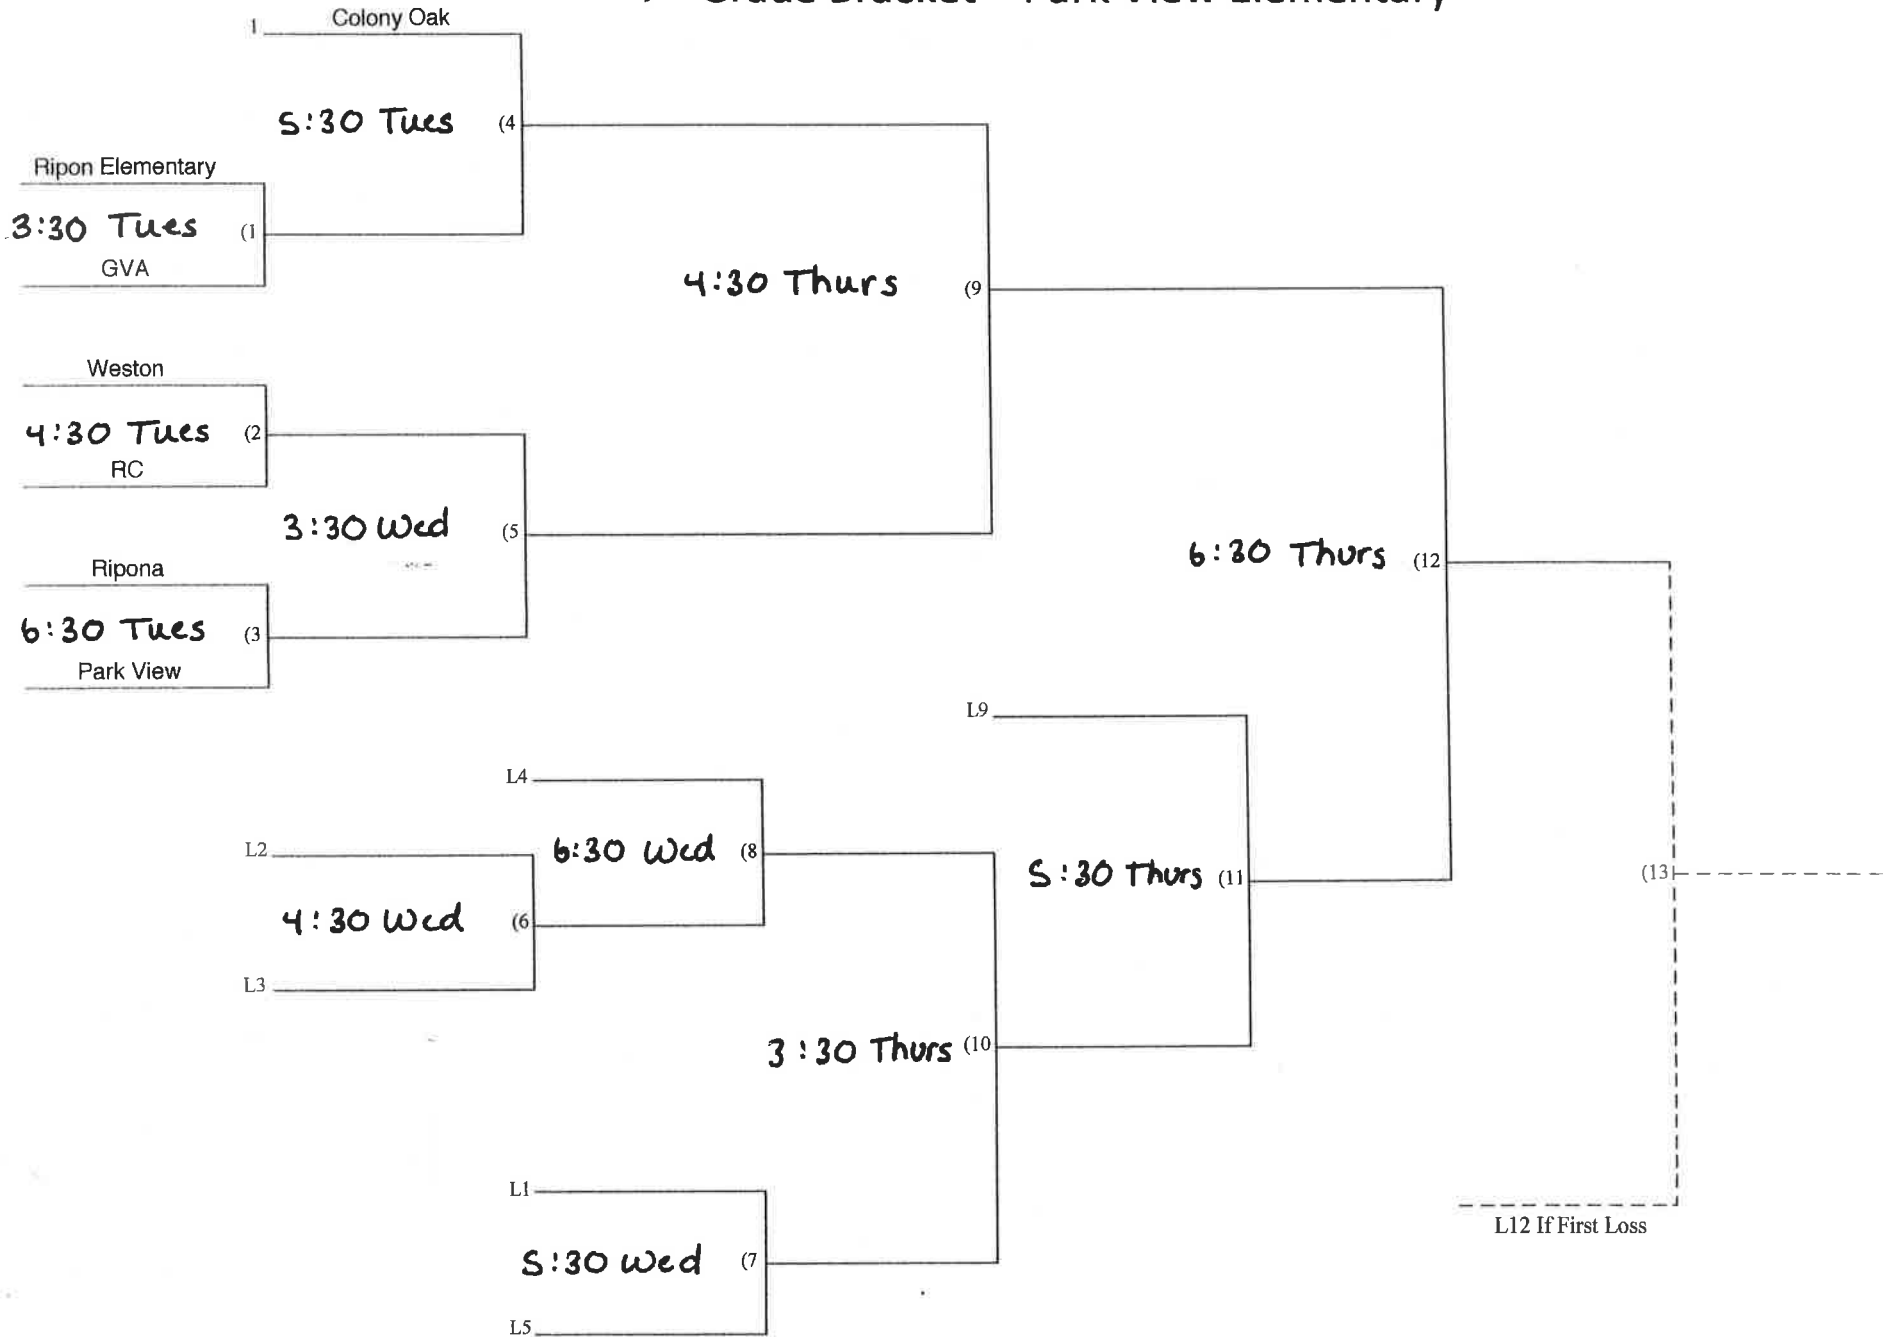 Grade Bracket - Park View Elementary
1 Colony Oak
5:30 Tues (4
Ripon Elementary
3:30 Tues (1
GVA
4:30 Thurs (9
Weston
4:30 Tues (2
RC
3:30 Wed (5
6:30 Thurs (12
Ripona
6:30 Tues (3
Park View
L9
L4
L2
6:30 Wed (8
5:30 Thurs (11
(13
4:30 Wed (6
L3
3:30 Thurs (10
L1
L12 If First Loss
5:30 Wed (7
L5